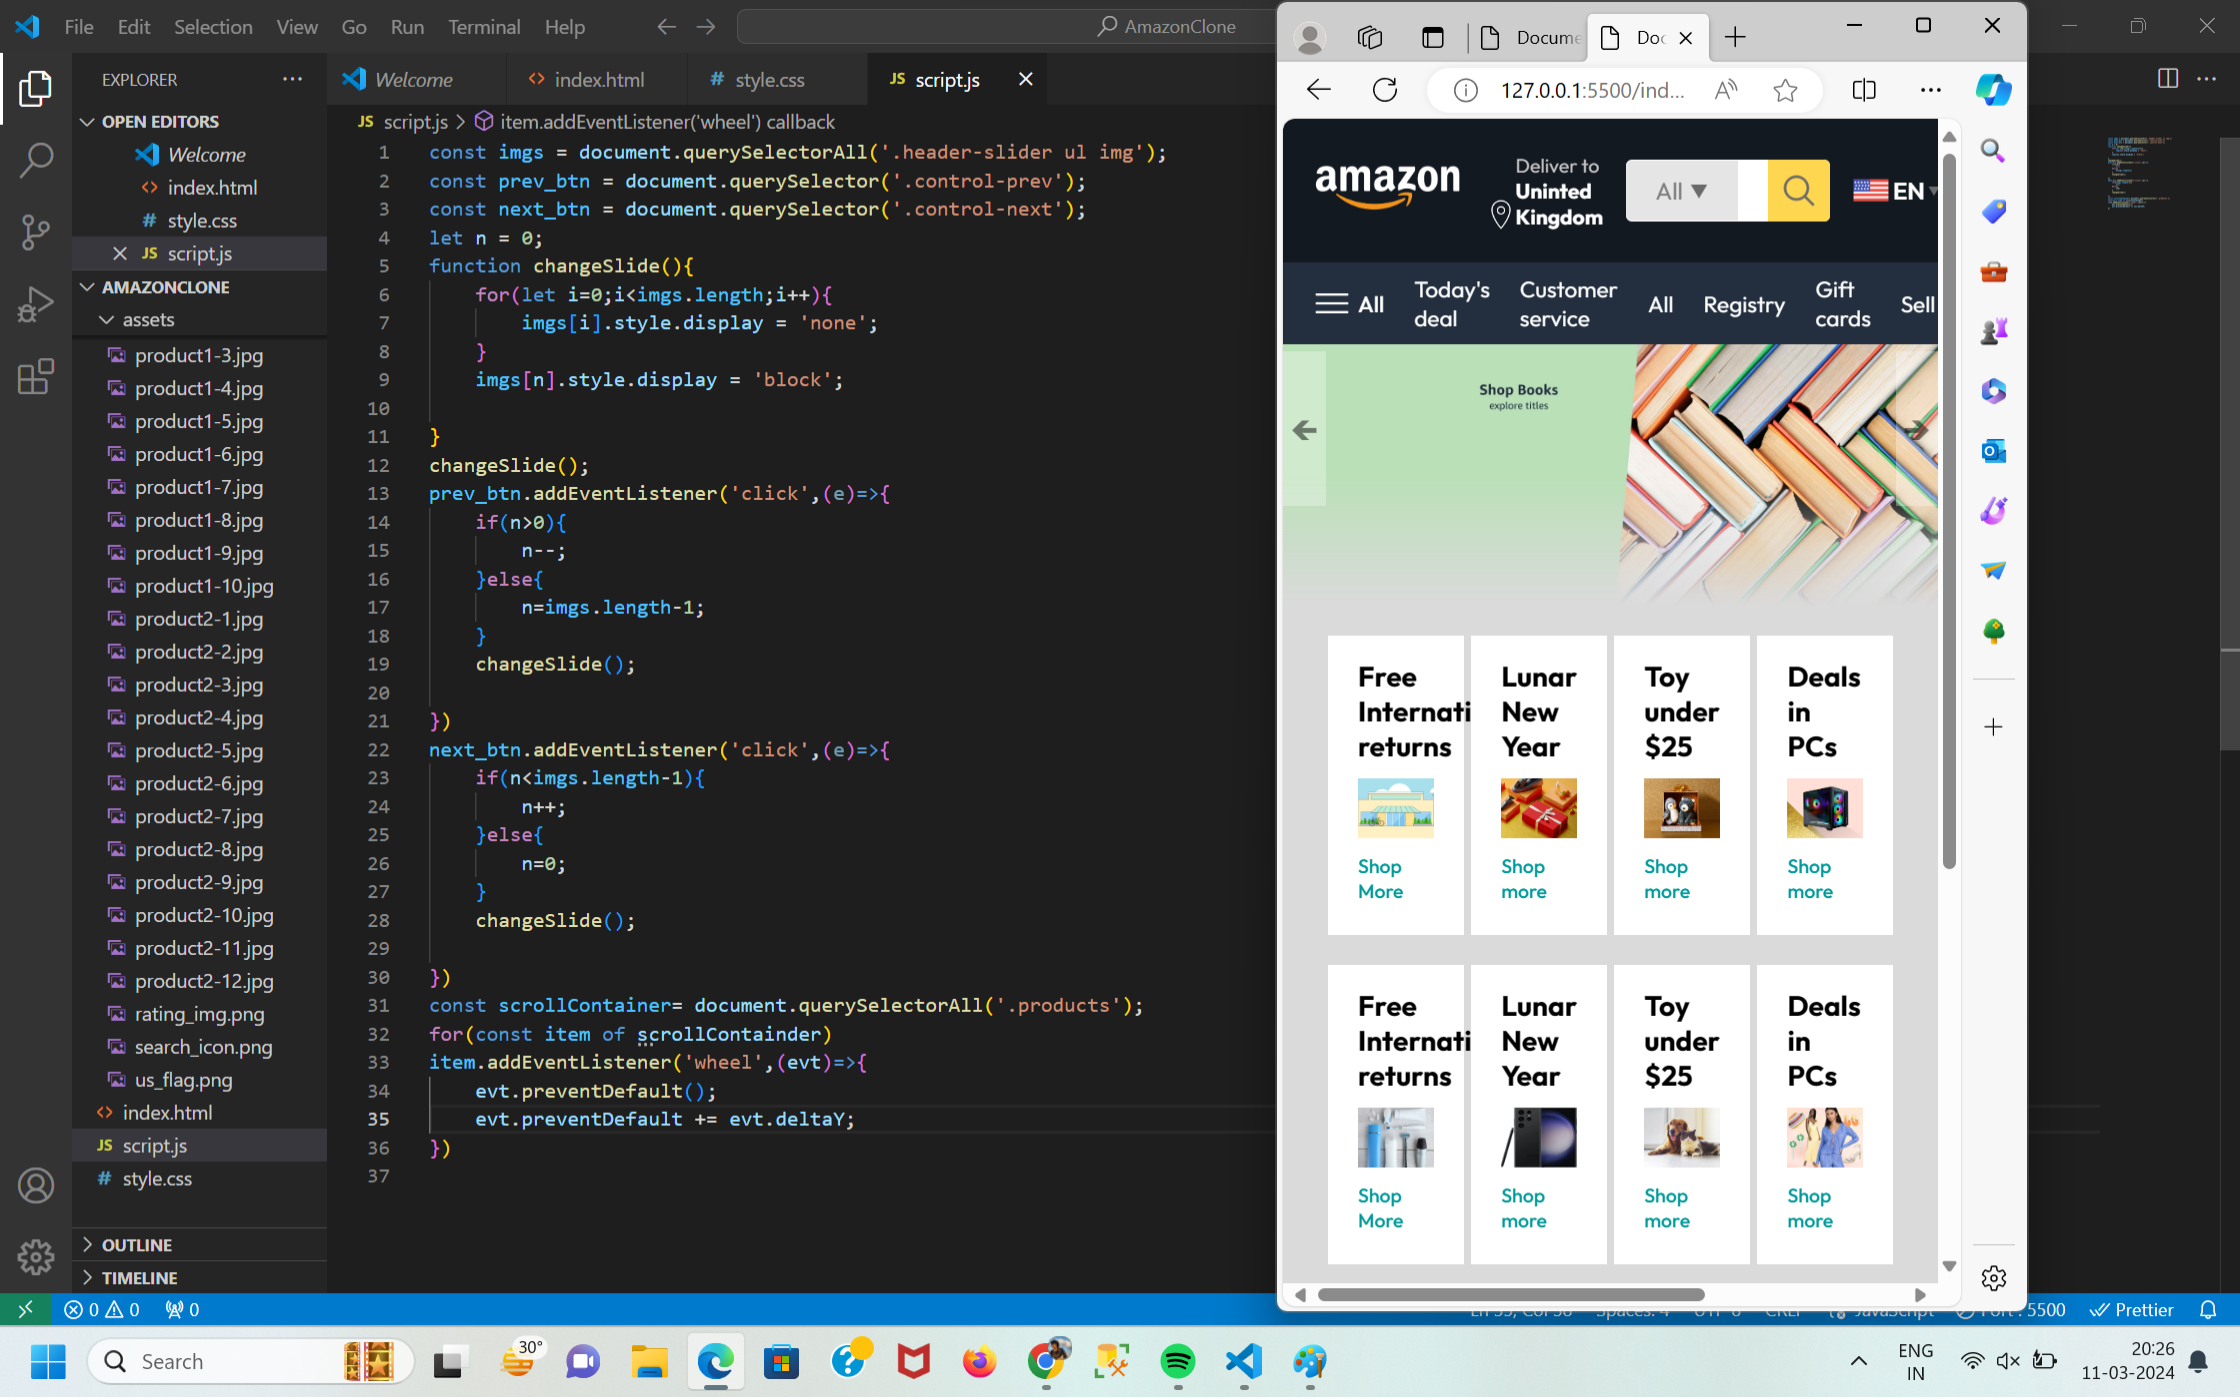 File Edit Selection View Go Run Terminal Help
AmazonClone
EXPLORER
OPEN EDITORS
Welcome
index.html
style.css
script.js
AMAZONCLONE
assets
product1-3.jpg
product1-4.jpg
product1-5.jpg
product1-6.jpg
product1-7.jpg
product1-8.jpg
product1-9.jpg
product1-10.jpg
product2-1.jpg
product2-2.jpg
product2-3.jpg
product2-4.jpg
product2-5.jpg
product2-6.jpg
product2-7.jpg
product2-8.jpg
product2-9.jpg
product2-10.jpg
product2-11.jpg
product2-12.jpg
rating_img.png
search_icon.png
us_flag.png
index.html
JS script.js
# style.css
OUTLINE
TIMELINE
Welcome
index.html
# style.css
JS script.js
JS script.js > item.addEventListener('wheel') callback
1 const imgs = document.querySelectorAll('.header-slider ul img');
2 const prev_btn = document.querySelector('.control-prev');
3 const next_btn = document.querySelector('.control-next');
4 let n = 0;
5 function changeSlide(){
6 for(let i=0;i<imgs.length;i++){
7 imgs[i].style.display = 'none';
8 }
9 imgs[n].style.display = 'block';
10
11 }
12 changeSlide();
13 prev_btn.addEventListener('click',(e)=>{
14 if(n>0){
15 n--;
16 }else{
17 n=imgs.length-1;
18 }
19 changeSlide();
20
21 })
22 next_btn.addEventListener('click',(e)=>{
23 if(n<imgs.length-1){
24 n++;
25 }else{
26 n=0;
27 }
28 changeSlide();
29
30 })
31 const scrollContainer= document.querySelectorAll('.products');
32 for(const item of scrollContainder)
33 item.addEventListener('wheel',(evt)=>{
34 evt.preventDefault();
35 evt.preventDefault += evt.deltaY;
36 })
37
Docume
Doc
127.0.0.1:5500/ind...
amazon
Deliver to
Uninted
Kingdom
All ▼
EN
All
Today's
deal
Customer
service
All
Registry
Gift
cards
Sell
Shop Books
explore titles
Free
Internati
returns
Shop
More
Lunar
New
Year
Shop
more
Toy
under
$25
Shop
more
Deals
in
PCs
Shop
more
Free
Internati
returns
Shop
More
Lunar
New
Year
Shop
more
Toy
under
$25
Shop
more
Deals
in
PCs
Shop
more
0 0 0
5500 Prettier
Search
30°
ENG
IN
20:26
11-03-2024